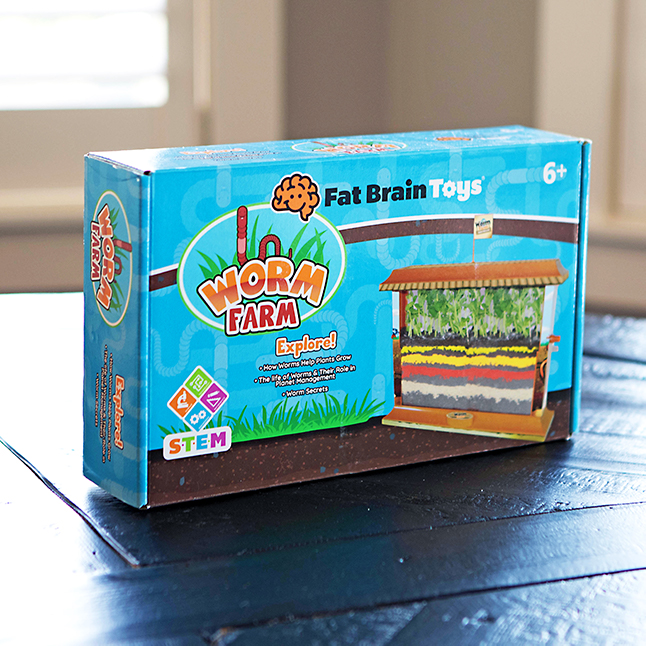 Fat Brain Toys
6+
WORM
FARM
Explore!
• How Worms Help Plants Grow
• The life of Worms & Their Role in
Planet Management
• Worm Secrets
STEM
WORM
FARM
Explore!